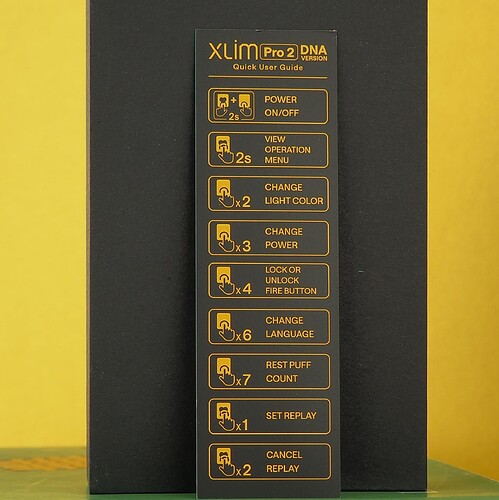 XLIM Pro 2 DNA VERSION
Quick User Guide
+ 2s
POWER
ON/OFF
2s
VIEW
OPERATION
MENU
x2
CHANGE
LIGHT COLOR
x3
CHANGE
POWER
x4
LOCK OR
UNLOCK
FIRE BUTTON
x6
CHANGE
LANGUAGE
x7
REST PUFF
COUNT
x1
SET REPLAY
x2
CANCEL
REPLAY